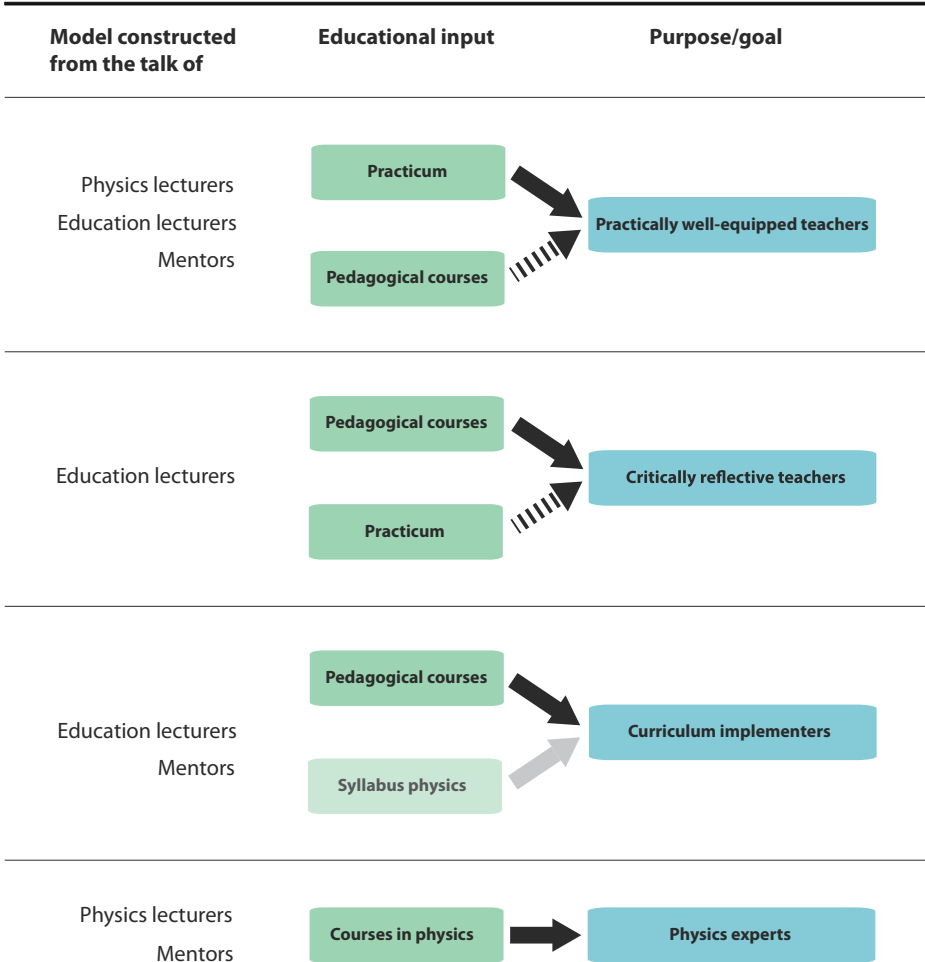 Model constructed
from the talk of
Educational input
Purpose/goal
Physics lecturers
Education lecturers
Mentors
Practicum
Pedagogical courses
Practically well-equipped teachers
Education lecturers
Pedagogical courses
Practicum
Critically reflective teachers
Education lecturers
Mentors
Pedagogical courses
Syllabus physics
Curriculum implementers
Physics lecturers
Mentors
Courses in physics
Physics experts